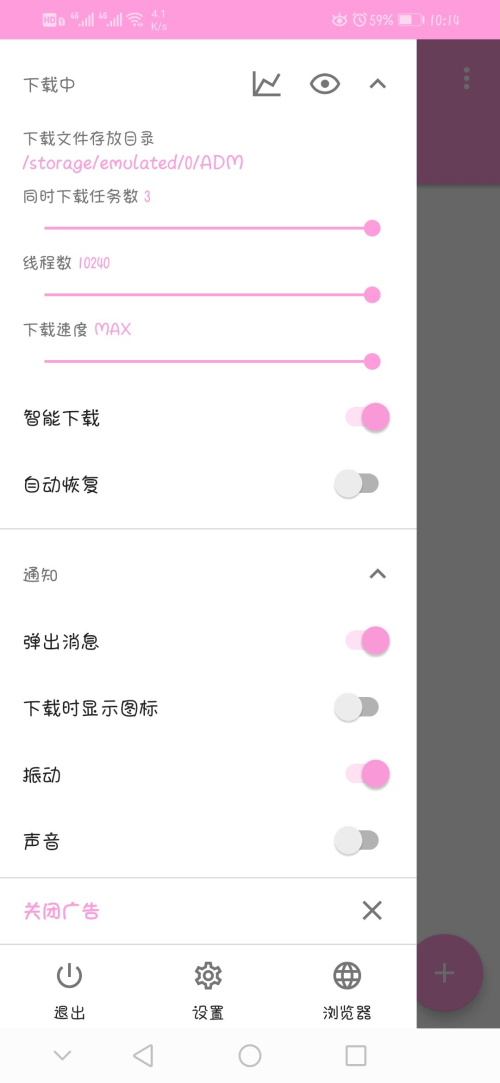 HD 46 46 4.1 K/s 59% 10:14
下载中
下载文件存放目录
/storage/emulated/0/ADM
同时下载任务数 3
线程数 10240
下载速度 MAX
智能下载
自动恢复
通知
弹出消息
下载时显示图标
振动
声音
关闭广告
退出 设置 浏览器